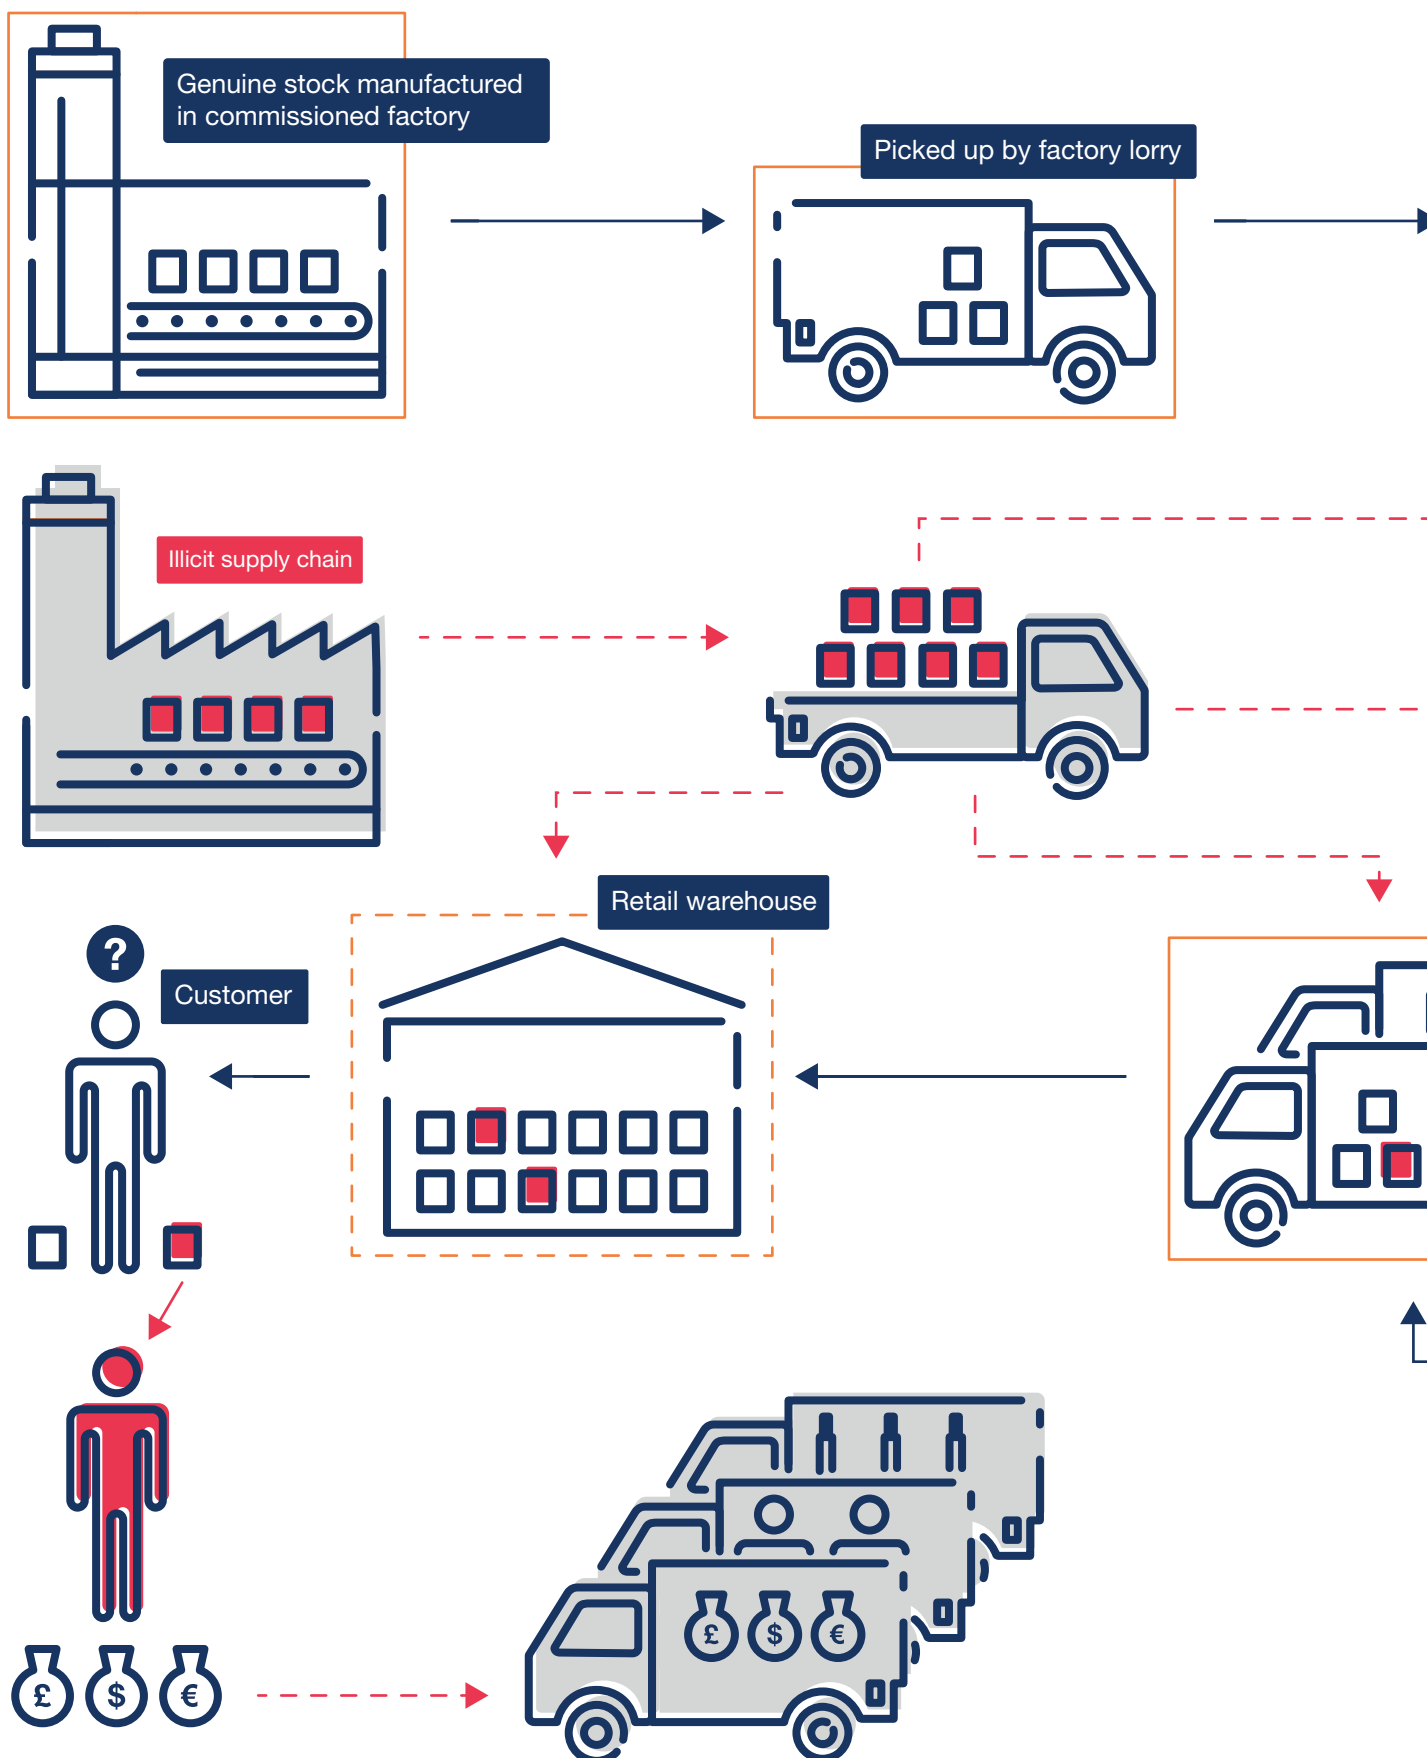 Genuine stock manufactured
in commissioned factory
Picked up by factory lorry
Illicit supply chain
Retail warehouse
?
Customer
£ $ €
£ $ €